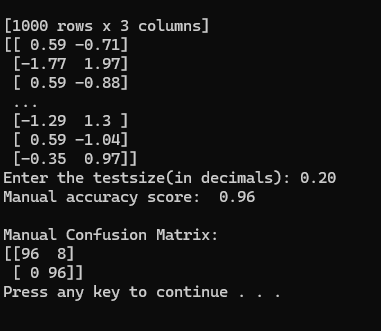 [1000 rows x 3 columns]
[[ 0.59 -0.71]
[-1.77  1.97]
[ 0.59 -0.88]
...
[-1.29  1.3 ]
[ 0.59 -1.04]
[-0.35  0.97]]
Enter the testsize(in decimals): 0.20
Manual accuracy score:  0.96
Manual Confusion Matrix:
[[96  8]
[ 0 96]]
Press any key to continue . . .